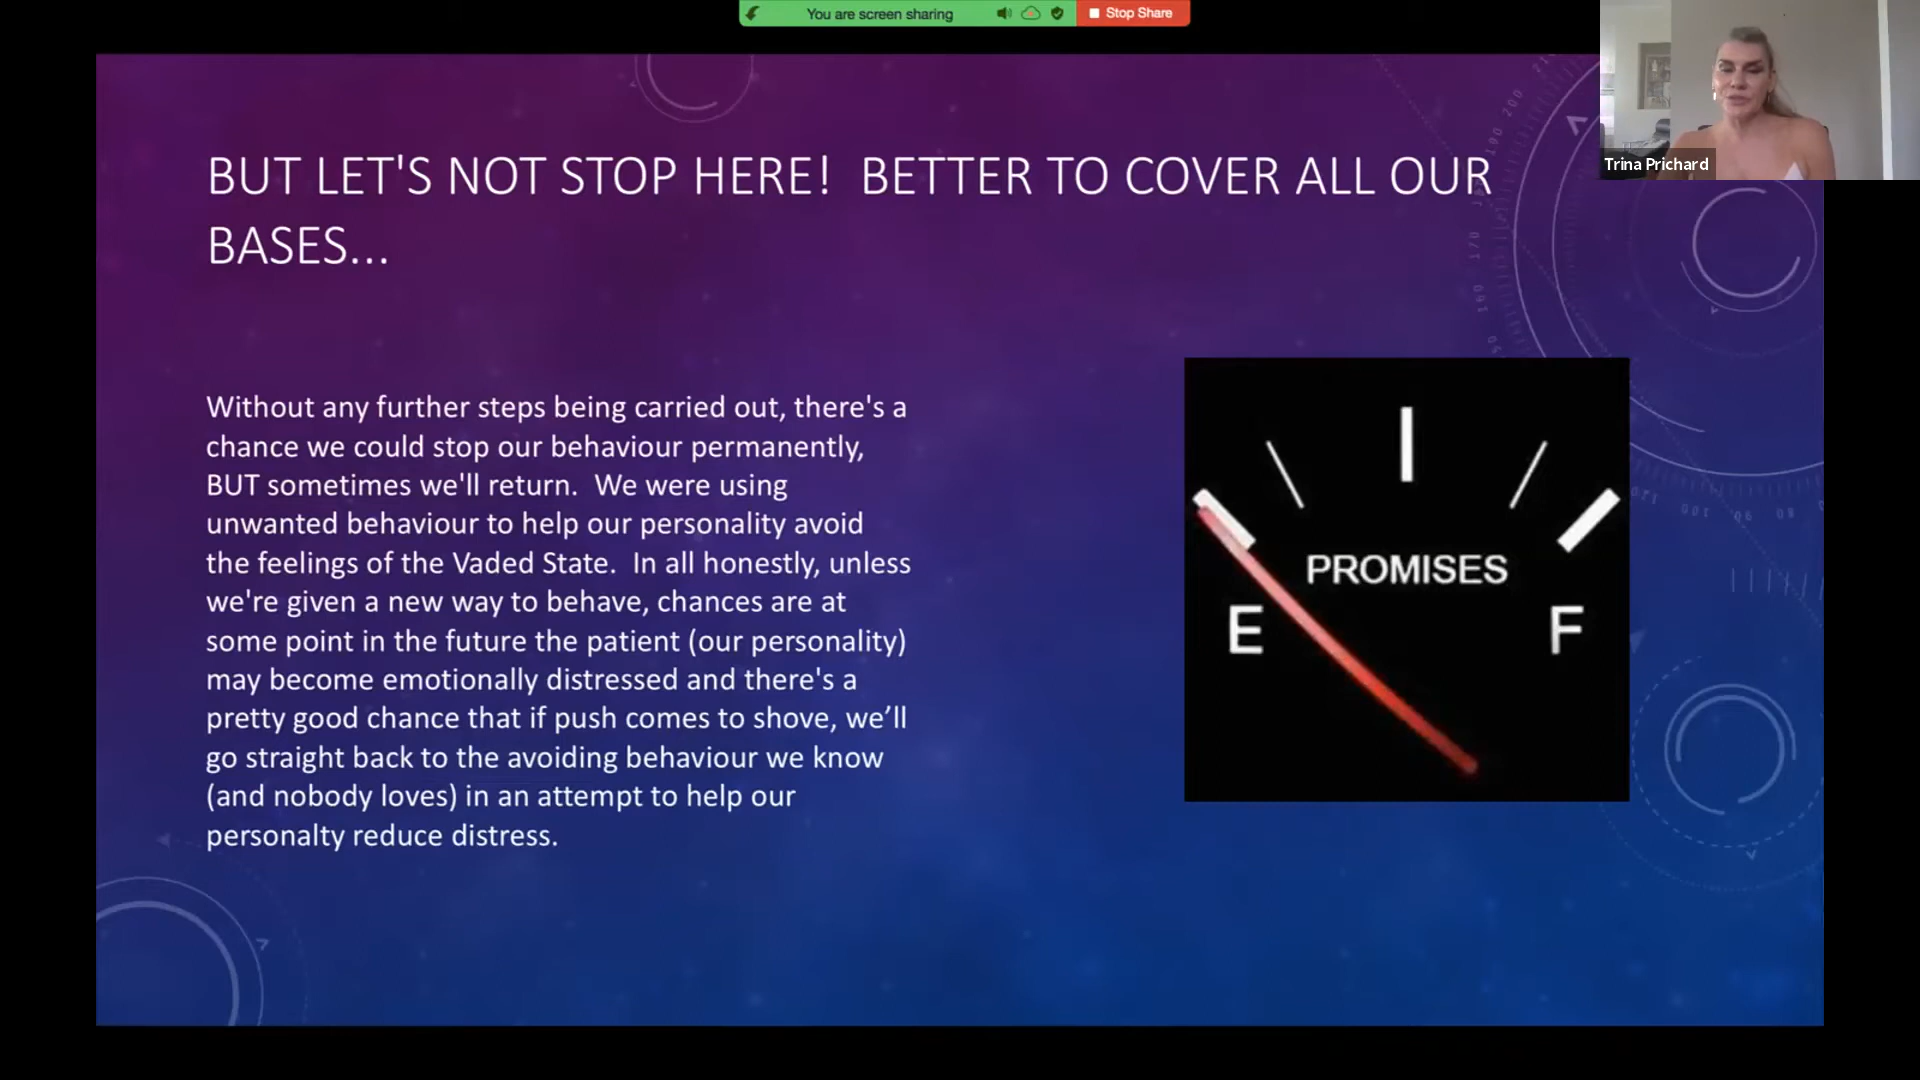 You are screen sharing
Stop Share
Trina Prichard
BUT LET'S NOT STOP HERE!  BETTER TO COVER ALL OUR
BASES...
Without any further steps being carried out, there's a
chance we could stop our behaviour permanently,
BUT sometimes we'll return.  We were using
unwanted behaviour to help our personality avoid
the feelings of the Vaded State.  In all honestly, unless
we're given a new way to behave, chances are at
some point in the future the patient (our personality)
may become emotionally distressed and there's a
pretty good chance that if push comes to shove, we’ll
go straight back to the avoiding behaviour we know
(and nobody loves) in an attempt to help our
personalty reduce distress.
PROMISES
E
F